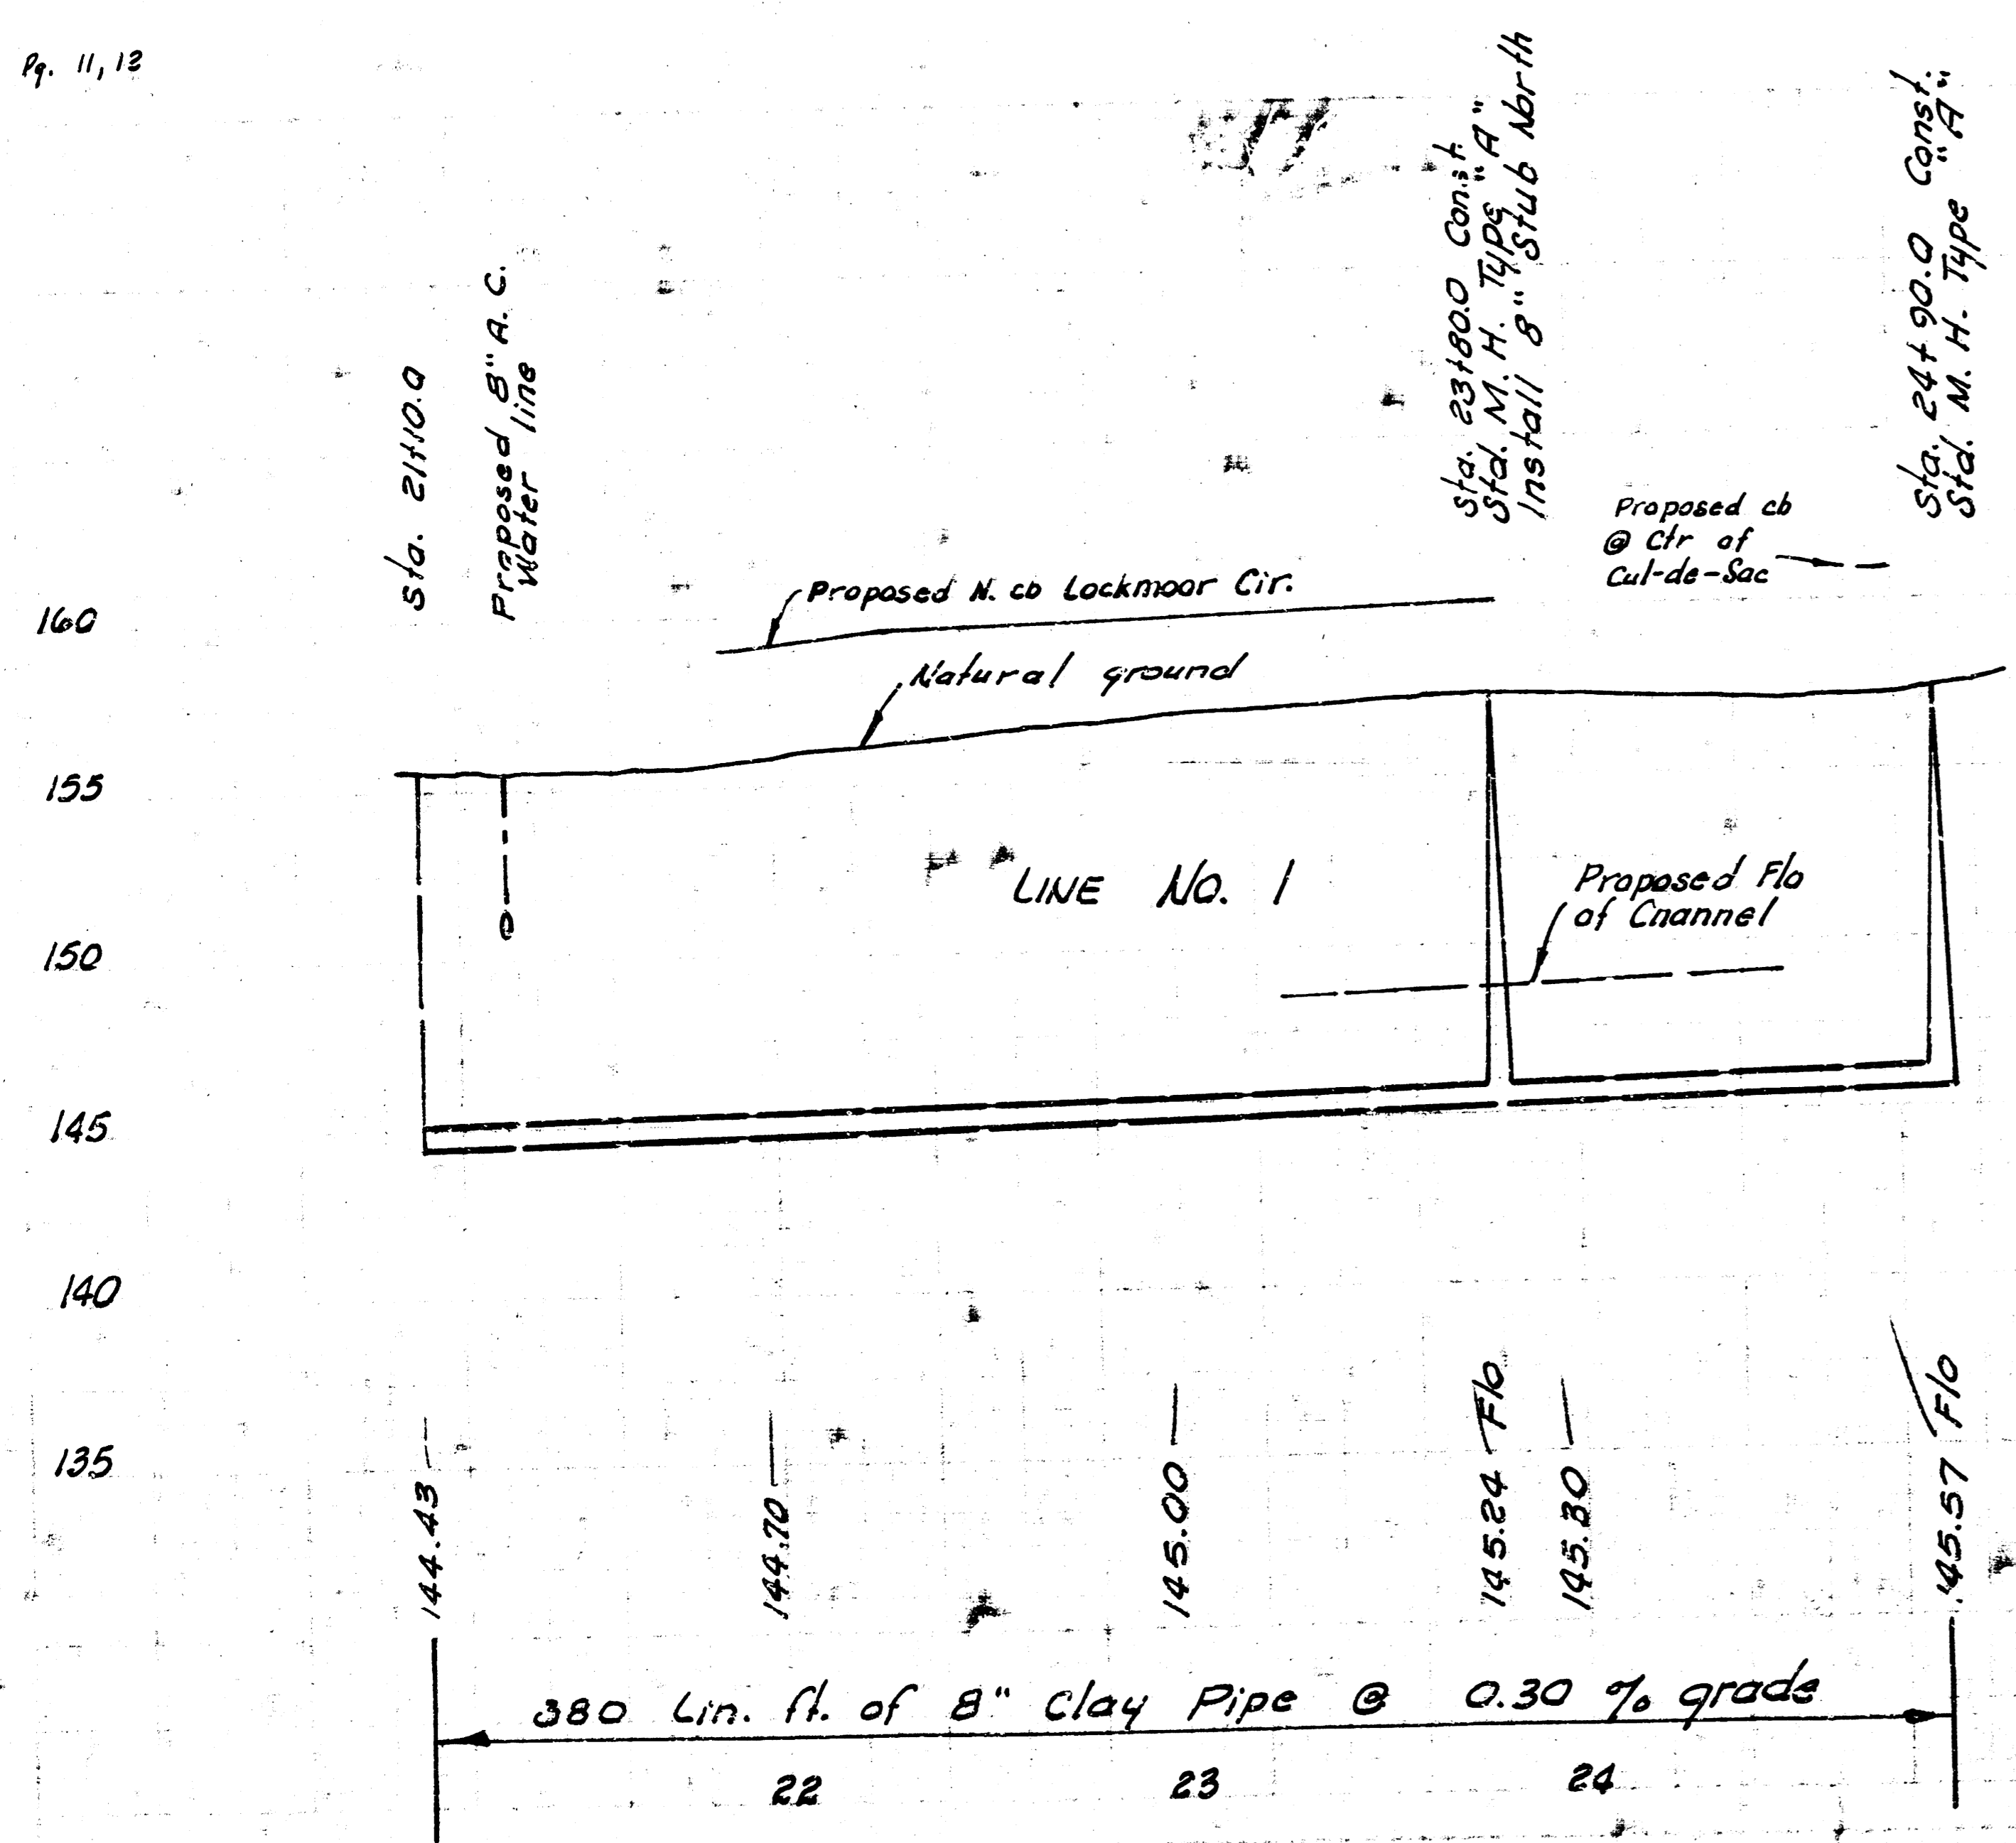 Pg. 11, 12
Sta. 21+10.0
Proposed 8" A. C.
Water line
Sta. 23+80.0 Const.
Std. M. H. Type "A"
Install 8" Stub North
Sta. 24+90.0 Const.
Std. M. H. Type "A"
Proposed cb
@ Ctr of
Cul-de-Sac
Proposed N. cb Lockmoor Cir.
Natural ground
160
155
150
145
140
135
LINE NO. 1
Proposed Flo
of Cnannel
144.43
144.70
145.00
145.24 Flo
145.30
145.57 Flo
380 Lin. ft. of 8" Clay Pipe @ 0.30 % grade
22
23
24